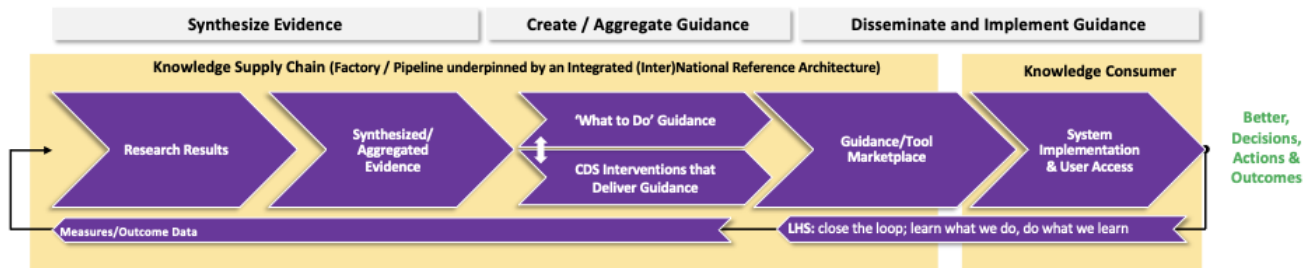 Synthesize Evidence
Create / Aggregate Guidance
Disseminate and Implement Guidance
Knowledge Supply Chain (Factory / Pipeline underpinned by an Integrated (Inter)National Reference Architecture)
Knowledge Consumer
Research Results
Synthesized/
Aggregated
Evidence
'What to Do' Guidance
CDS Interventions that
Deliver Guidance
Guidance/Tool
Marketplace
System
Implementation
& User Access
Better,
Decisions,
Actions &
Outcomes
Measures/Outcome Data
LHS: close the loop; learn what we do, do what we learn